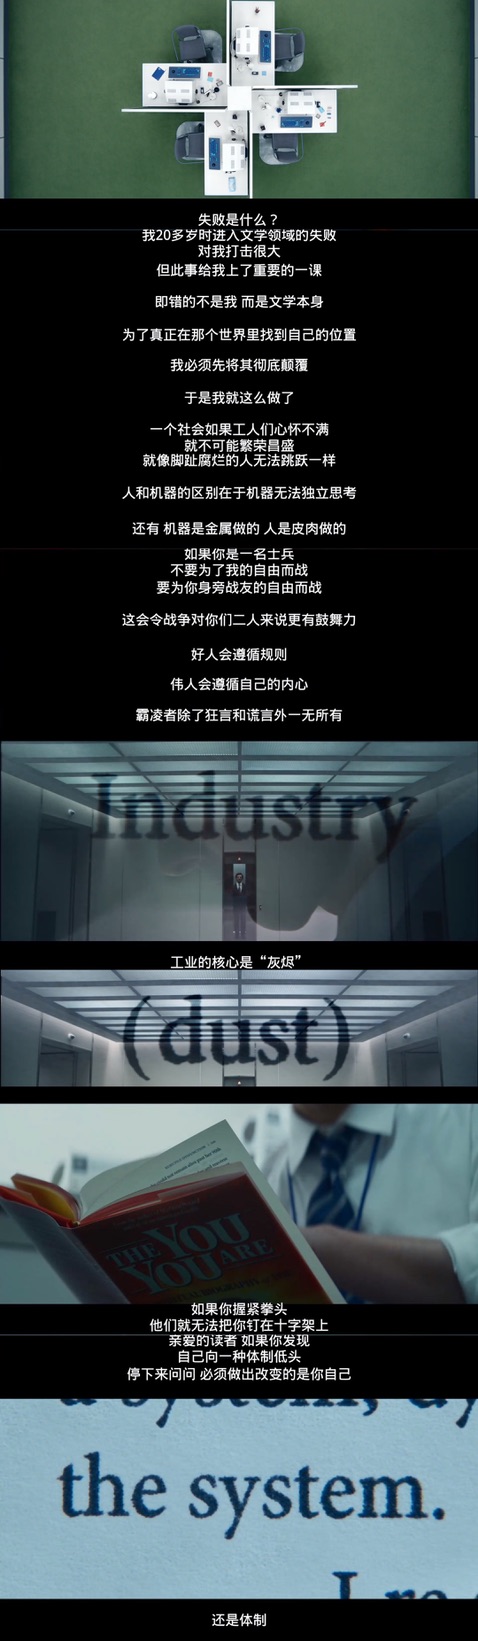 失败是什么？
我20多岁时进入文学领域的失败
对我打击很大
但此事给我上了重要的一课
即错的不是我 而是文学本身
为了真正在那个世界里找到自己的位置
我必须先将其彻底颠覆
于是我就这么做了
一个社会如果工人们心怀不满
就不可能繁荣昌盛
就像脚趾腐烂的人无法跳跃一样
人和机器的区别在于机器无法独立思考
还有 机器是金属做的 人是皮肉做的
如果你是一名士兵
不要为了我的自由而战
要为你身旁战友的自由而战
这会令战争对你们二人来说更有鼓舞力
好人会遵循规则
伟人会遵循自己的内心
霸凌者除了狂言和谎言外一无所有
Industry
工业的核心是“灰烬”
(dust)
THE YOU
YOU ARE
如果你握紧拳头
他们就无法把你钉在十字架上
亲爱的读者 如果你发现
自己向一种体制低头
停下来问问 必须做出改变的是你自己
a system,
the system.
还是体制